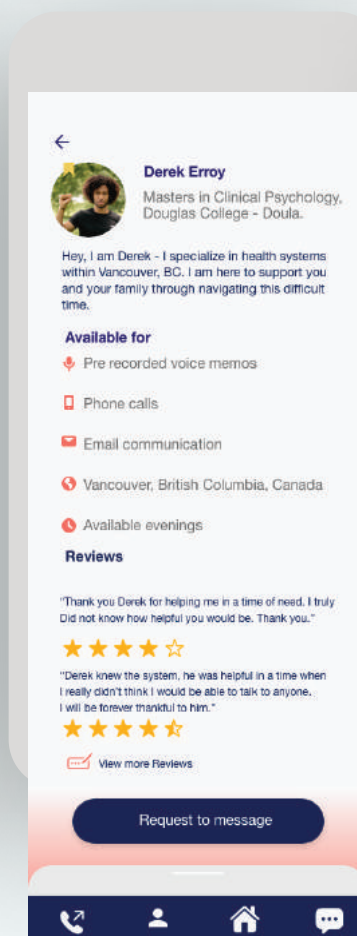 Derek Erroy
Masters in Clinical Psychology,
Douglas College - Doula.
Hey, I am Derek - I specialize in health systems
within Vancouver, BC. I am here to support you
and your family through navigating this difficult
time.
Available for
Pre recorded voice memos
Phone calls
Email communication
Vancouver, British Columbia, Canada
Available evenings
Reviews
"Thank you Derek for helping me in a time of need. I truly
Did not know how helpful you would be. Thank you."
"Derek knew the system, he was helpful in a time when
I really didn't think I would be able to talk to anyone.
I will be forever thankful to him."
View more Reviews
Request to message